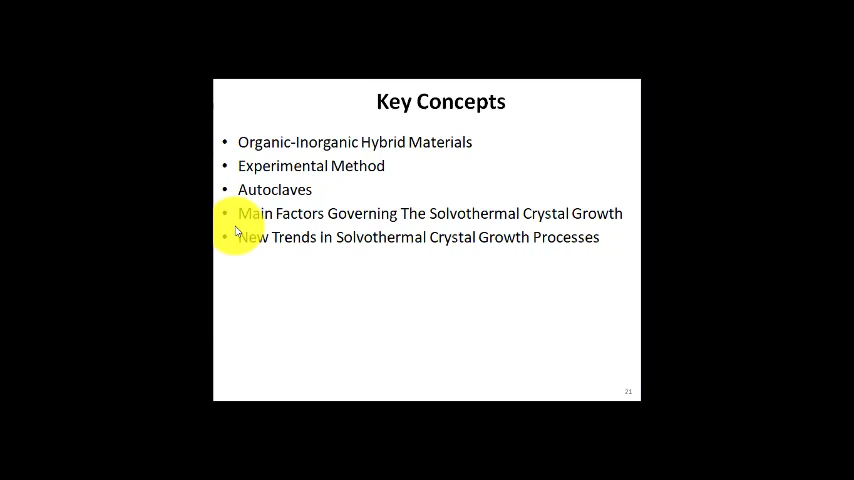 Key Concepts
• Organic-Inorganic Hybrid Materials
• Experimental Method
• Autoclaves
• Main Factors Governing The Solvothermal Crystal Growth
• New Trends in Solvothermal Crystal Growth Processes
21